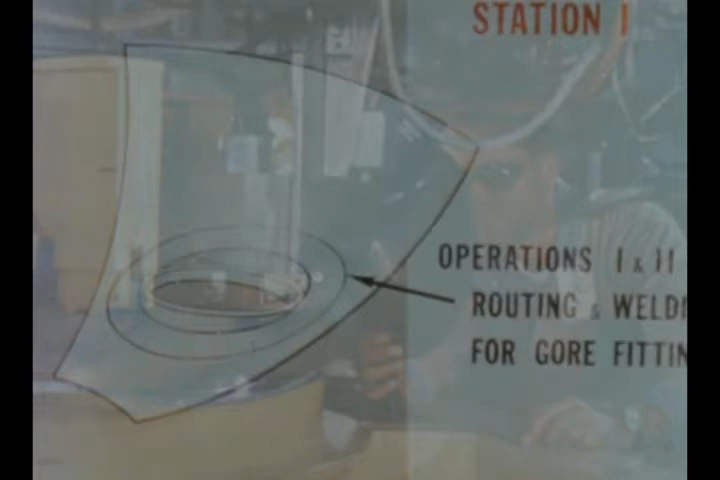 STATION I
OPERATIONS I & II
ROUTING & WELDI
FOR GORE FITTIN